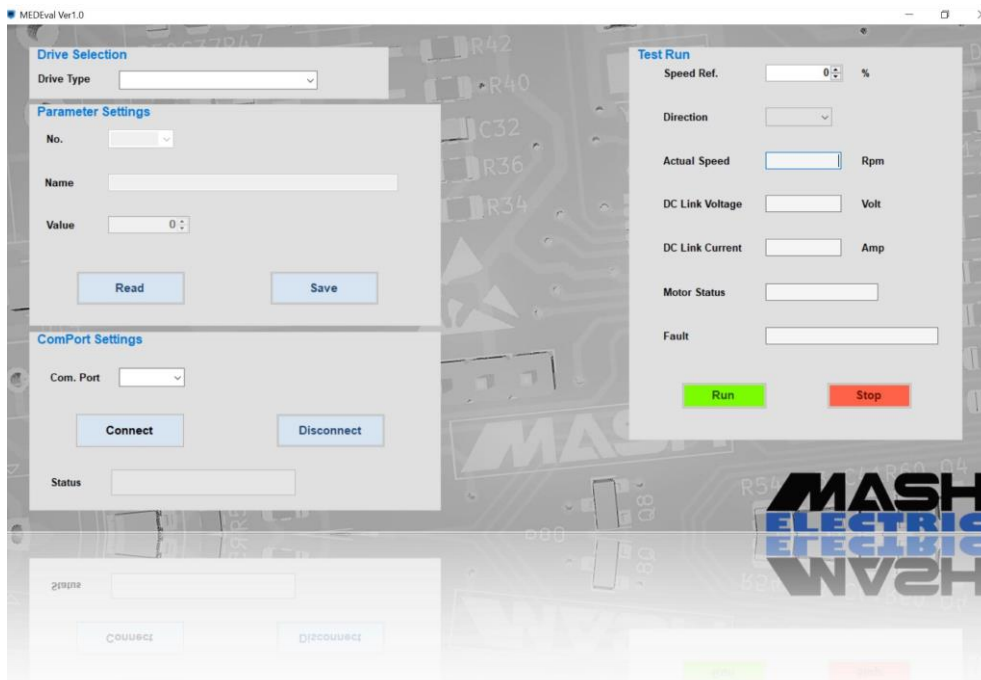 MEDEval Ver1.0
Drive Selection
Drive Type
Parameter Settings
No.
Name
Value 0
Read Save
ComPort Settings
Com. Port
Connect Disconnect
Status
Test Run
Speed Ref. 0 %
Direction
Actual Speed Rpm
DC Link Voltage Volt
DC Link Current Amp
Motor Status
Fault
Run Stop
R42
R40
C32
R36
R34
Q8
MASH
ELECTRIC